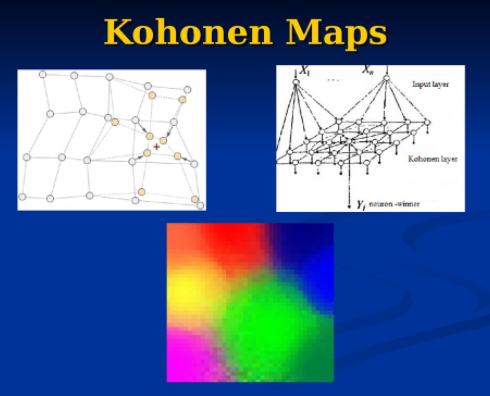 Kohonen Maps
X1 ... Xn
Input layer
Kohonen layer
Yj neuron -winner